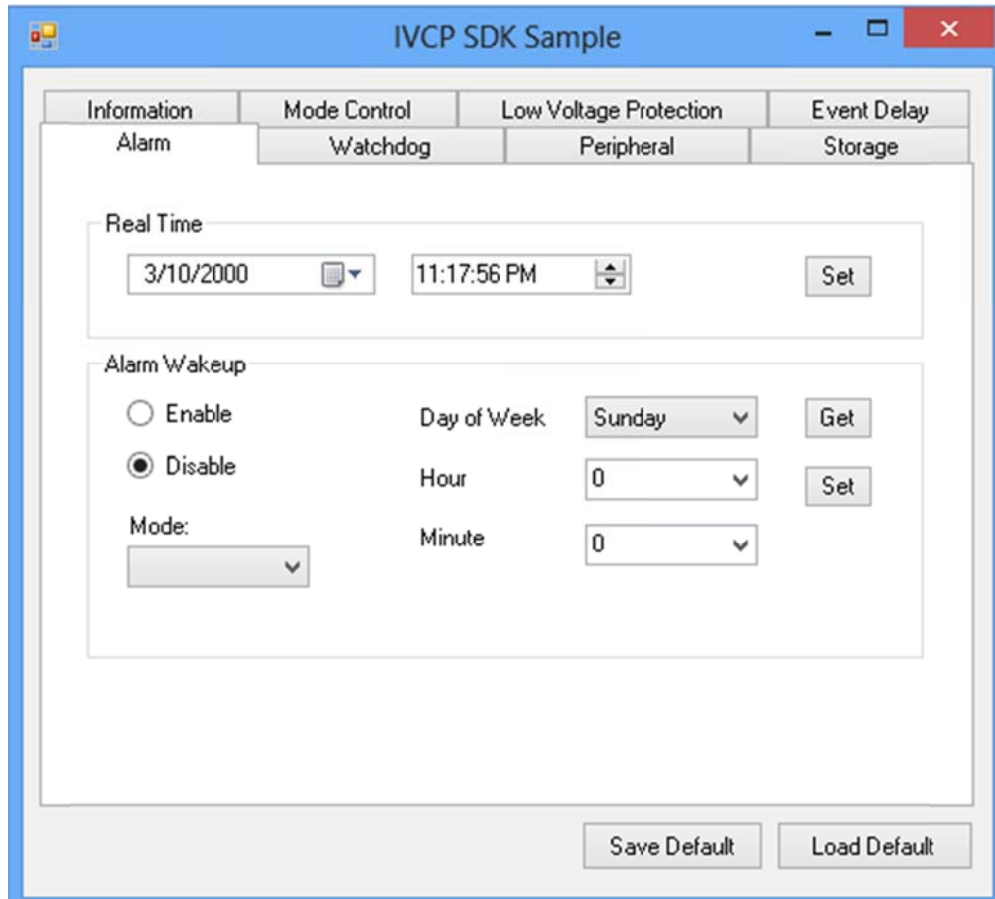 IVCP SDK Sample
Information Mode Control Low Voltage Protection Event Delay
Alarm Watchdog Peripheral Storage
Real Time
3/10/2000 11:17:56 PM Set
Alarm Wakeup
Enable Day of Week Sunday Get
Disable Hour 0 Set
Mode: Minute 0
Save Default Load Default